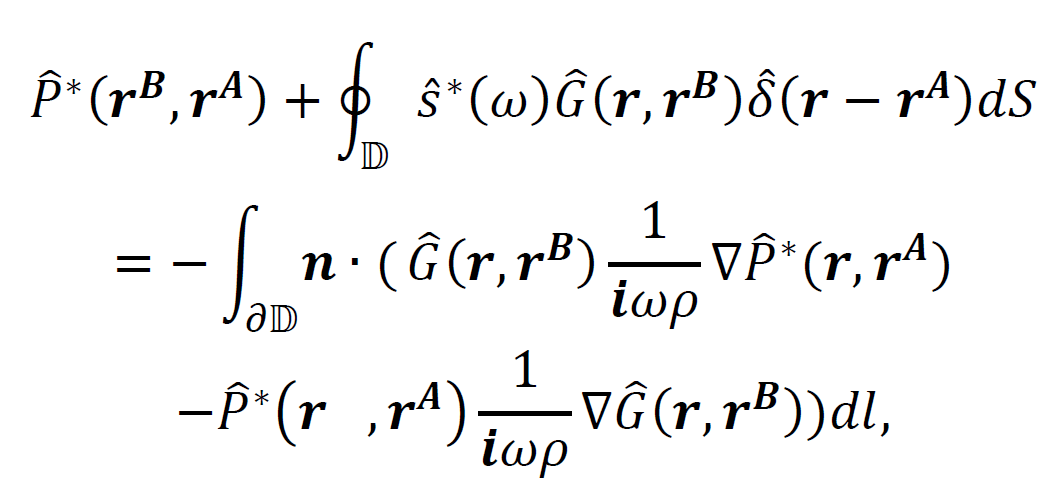 P̂*(r^B, r^A) + ∮_𝔻 ŝ*(ω)Ĝ(r, r^B)δ̂(r − r^A)dS
= −∫_∂𝔻 n · ( Ĝ(r, r^B) 1/(iωρ) ∇P̂*(r, r^A)
−P̂*(r , r^A) 1/(iωρ) ∇Ĝ(r, r^B))dl,